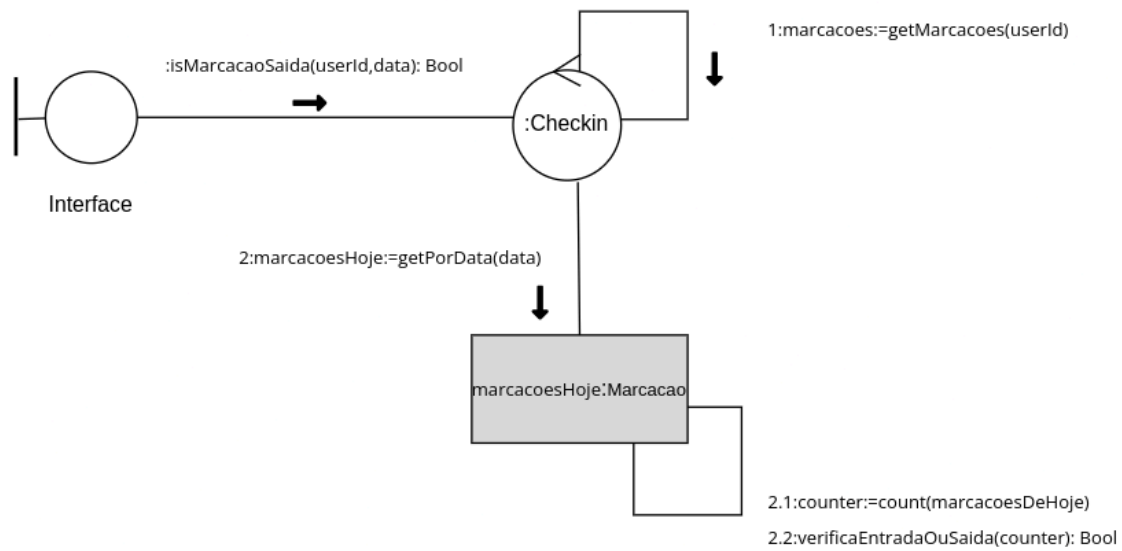 1:marcacoes:=getMarcacoes(userId)
:isMarcacaoSaida(userId,data): Bool
:Checkin
Interface
2:marcacoesHoje:=getPorData(data)
marcacoesHoje:Marcacao
2.1:counter:=count(marcacoesDeHoje)
2.2:verificaEntradaOuSaida(counter): Bool